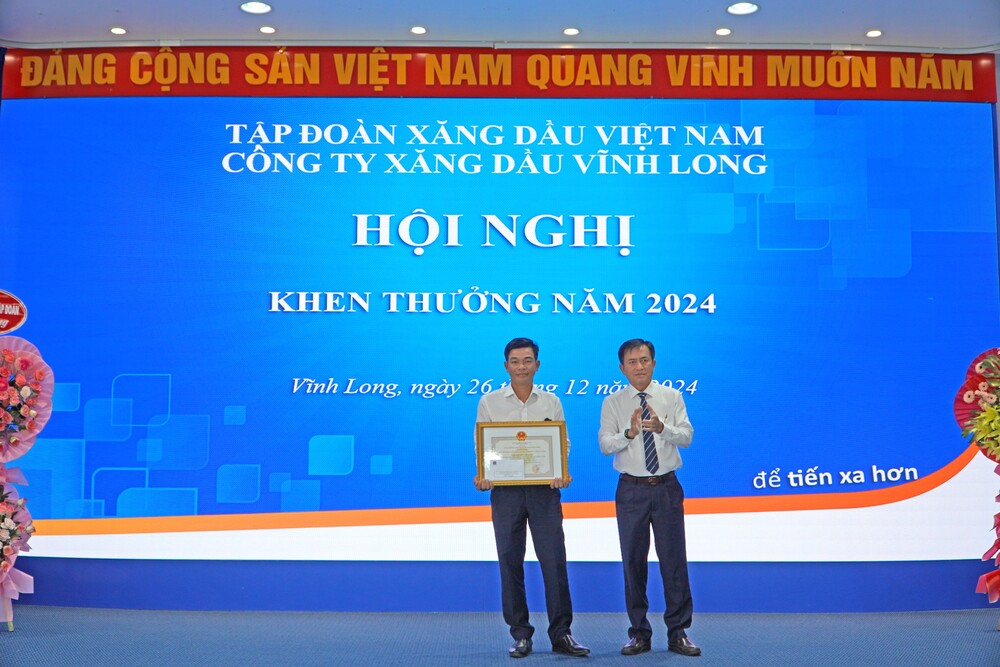 ĐẢNG CỘNG SẢN VIỆT NAM QUANG VINH MUÔN NĂM
TẬP ĐOÀN XĂNG DẦU VIỆT NAM
CÔNG TY XĂNG DẦU VĨNH LONG
HỘI NGHỊ
KHEN THƯỞNG NĂM 2024
Vĩnh Long, ngày 26 12 2024
ĐOÀN
để tiến xa hơn